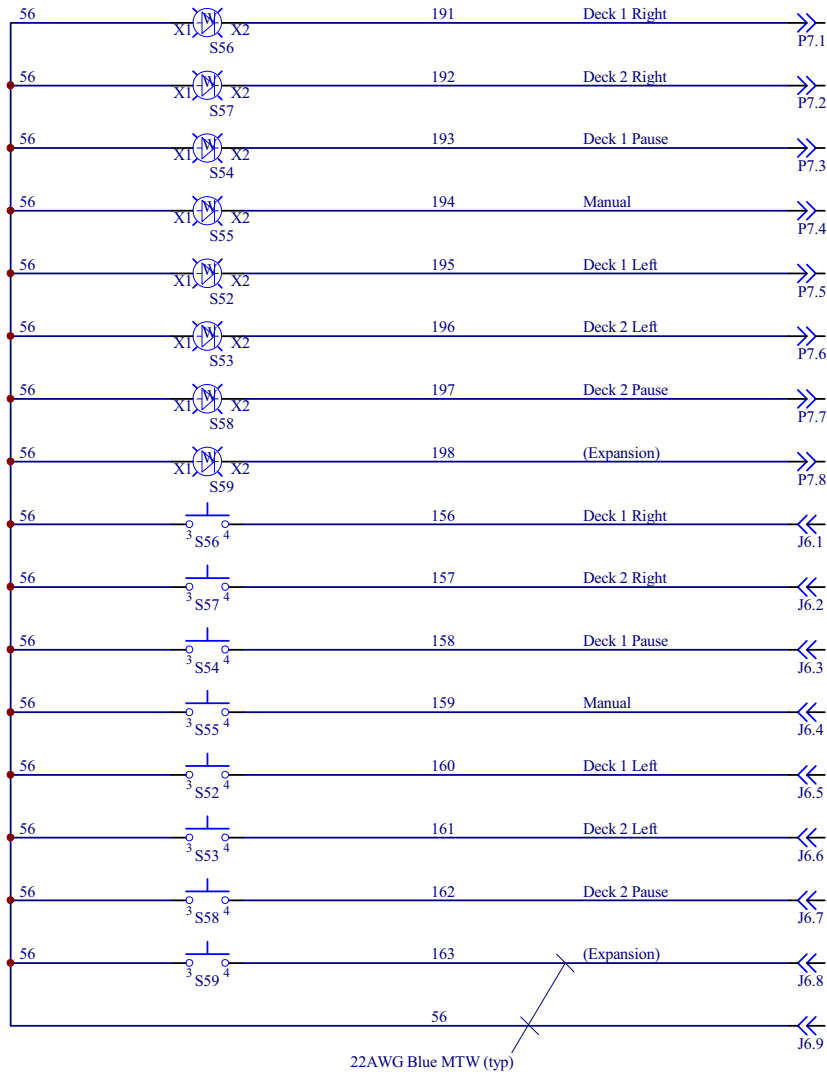 56 191 Deck 1 Right
X1 W X2
S56 P7.1
56 192 Deck 2 Right
X1 W X2
S57 P7.2
56 193 Deck 1 Pause
X1 W X2
S54 P7.3
56 194 Manual
X1 W X2
S55 P7.4
56 195 Deck 1 Left
X1 W X2
S52 P7.5
56 196 Deck 2 Left
X1 W X2
S53 P7.6
56 197 Deck 2 Pause
X1 W X2
S58 P7.7
56 198 (Expansion)
X1 W X2
S59 P7.8
56 156 Deck 1 Right
3 S56 4 J6.1
56 157 Deck 2 Right
3 S57 4 J6.2
56 158 Deck 1 Pause
3 S54 4 J6.3
56 159 Manual
3 S55 4 J6.4
56 160 Deck 1 Left
3 S52 4 J6.5
56 161 Deck 2 Left
3 S53 4 J6.6
56 162 Deck 2 Pause
3 S58 4 J6.7
56 163 (Expansion)
3 S59 4 J6.8
56
J6.9
22AWG Blue MTW (typ)